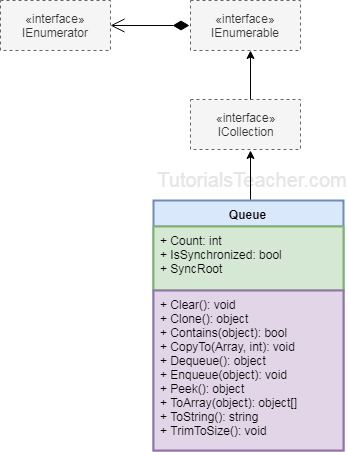 «interface»
IEnumerator
«interface»
IEnumerable
«interface»
ICollection
TutorialsTeacher.com
Queue
+ Count: int
+ IsSynchronized: bool
+ SyncRoot
+ Clear(): void
+ Clone(): object
+ Contains(object): bool
+ CopyTo(Array, int): void
+ Dequeue(): object
+ Enqueue(object): void
+ Peek(): object
+ ToArray(object): object[]
+ ToString(): string
+ TrimToSize(): void